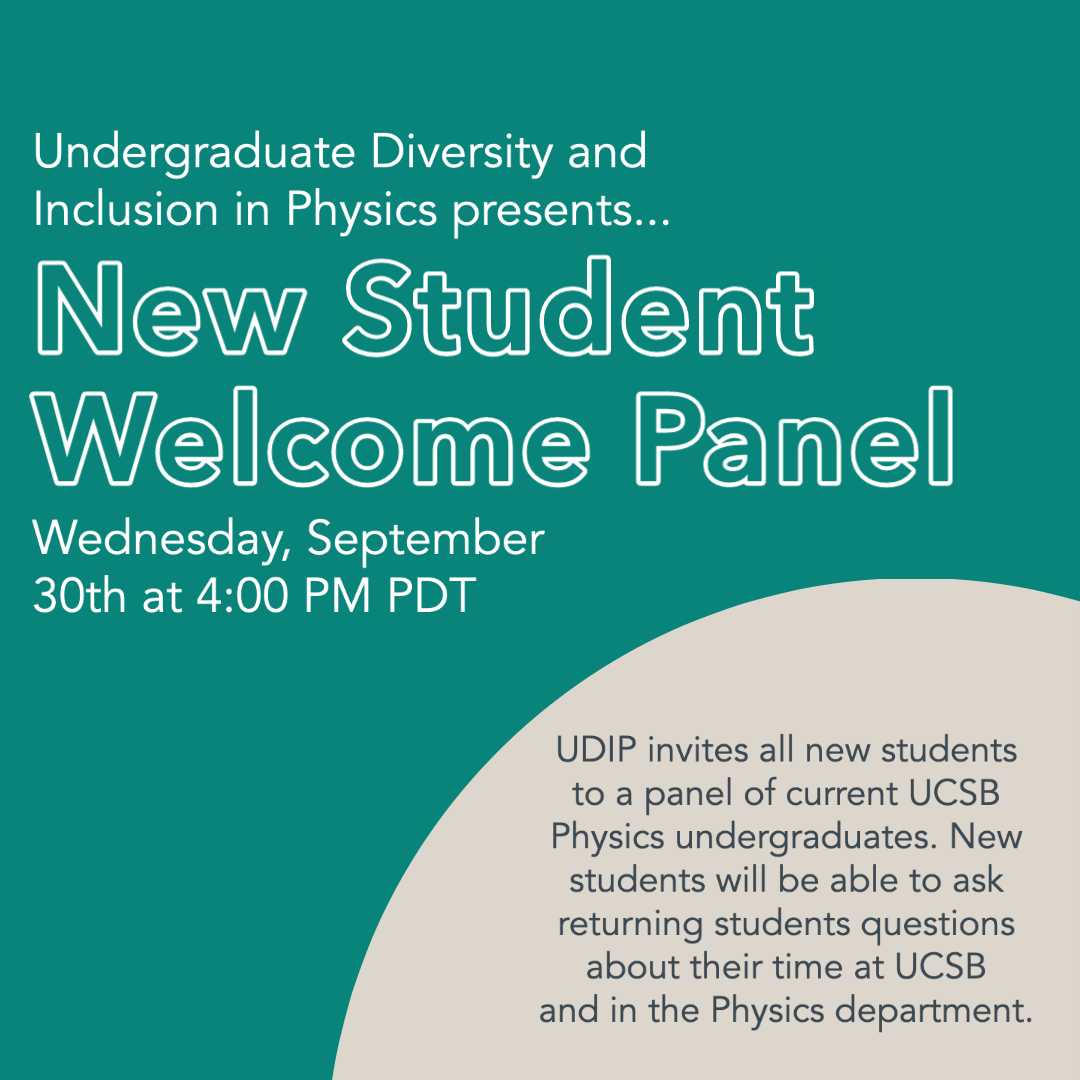 Undergraduate Diversity and
Inclusion in Physics presents...
New Student
Welcome Panel
Wednesday, September
30th at 4:00 PM PDT
UDIP invites all new students
to a panel of current UCSB
Physics undergraduates. New
students will be able to ask
returning students questions
about their time at UCSB
and in the Physics department.